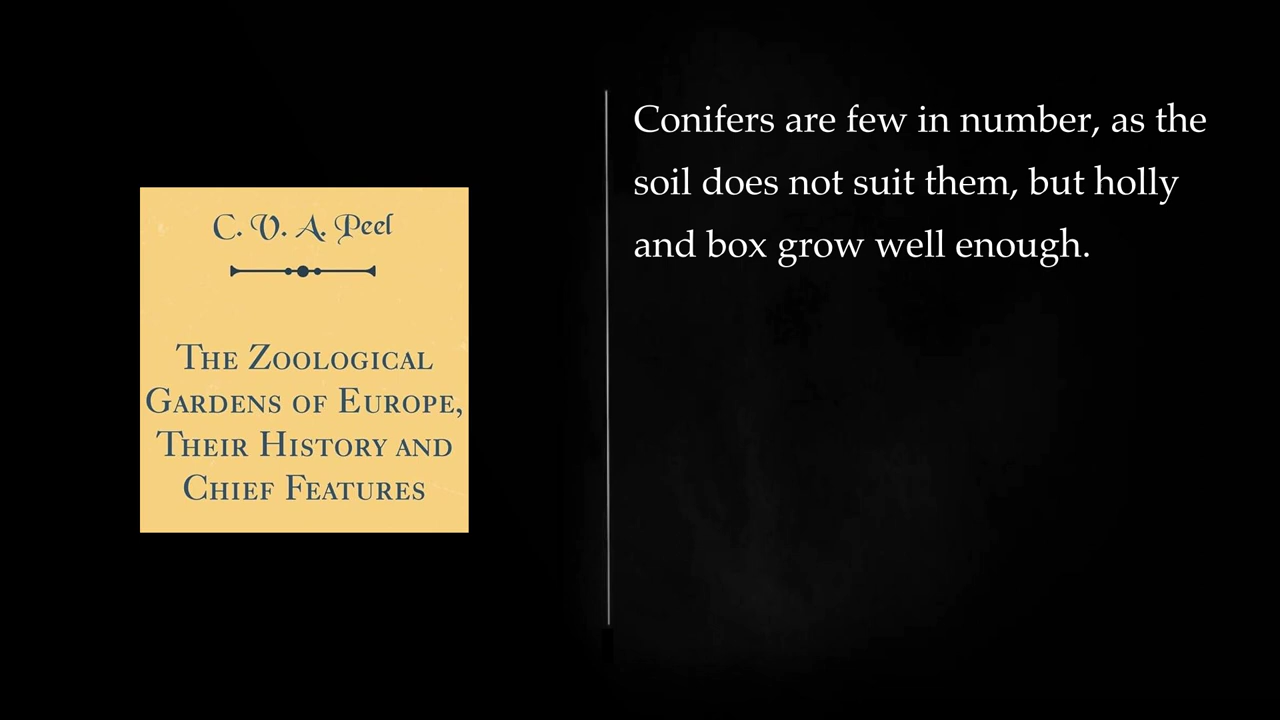 C. V. A. Peel
The Zoological
Gardens of Europe,
Their History and
Chief Features
Conifers are few in number, as the
soil does not suit them, but holly
and box grow well enough.